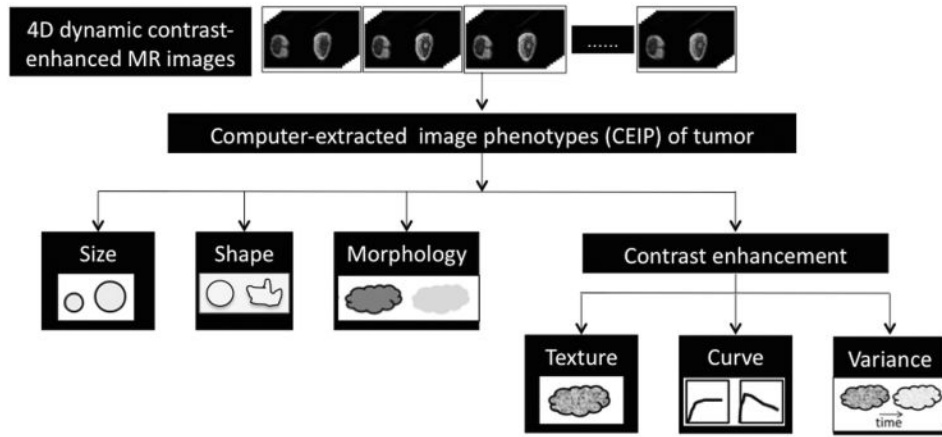 4D dynamic contrast-
enhanced MR images
......
Computer-extracted image phenotypes (CEIP) of tumor
Size
Shape
Morphology
Contrast enhancement
Texture
Curve
Variance
time